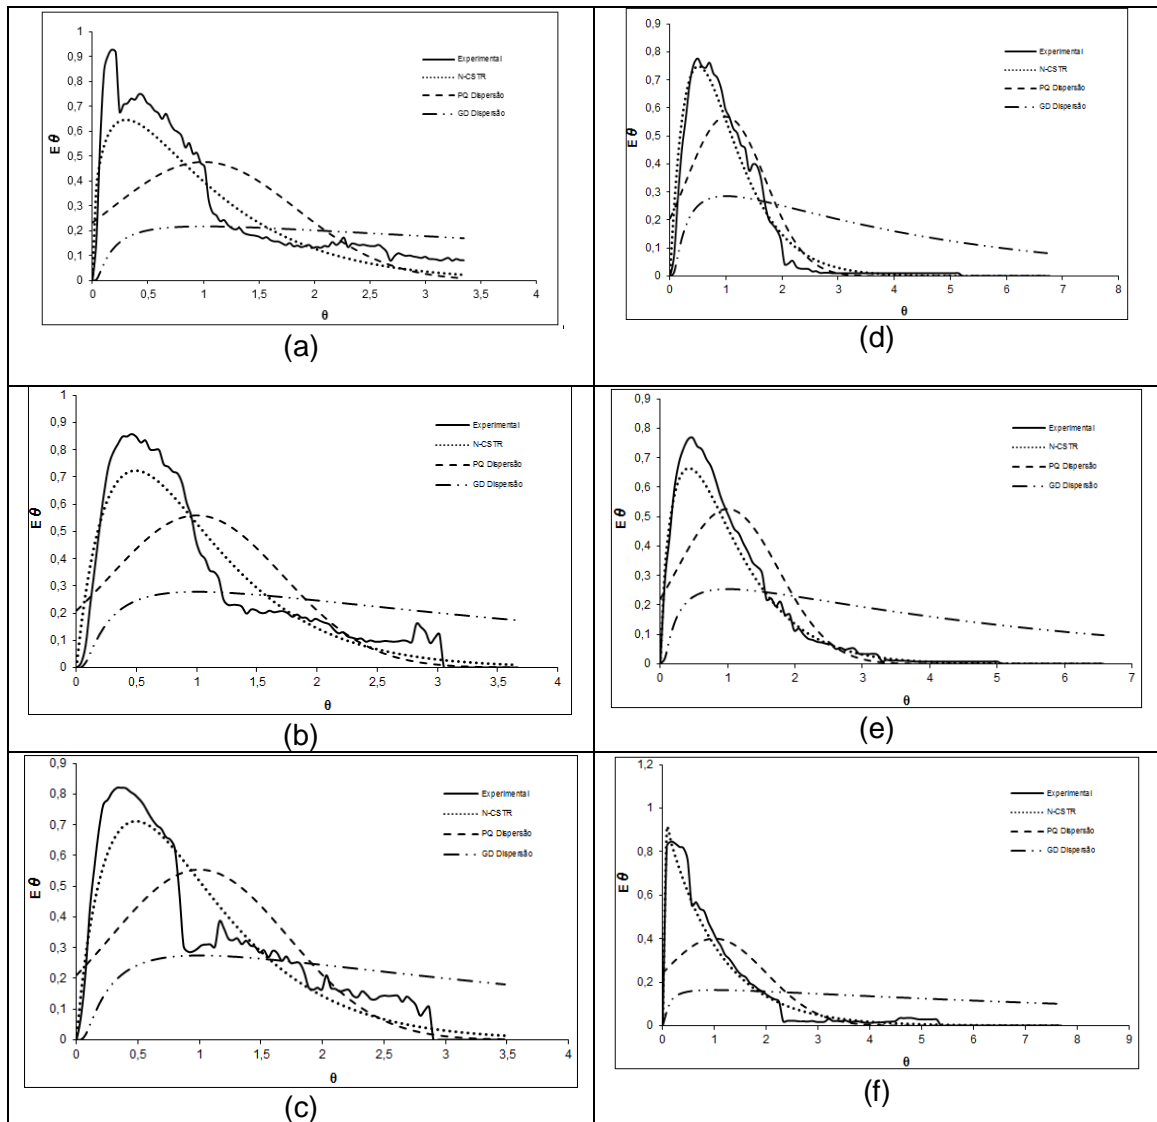 1
0,9
0,8
0,7
0,6
0,5
0,4
0,3
0,2
0,1
0
E θ
0 0,5 1 1,5 2 2,5 3 3,5 4
θ
Experimental
N-CSTR
PQ Dispersão
GD Dispersão
(a)
0,9
0,8
0,7
0,6
0,5
0,4
0,3
0,2
0,1
0
E θ
0 1 2 3 4 5 6 7 8
θ
Experimental
N-CSTR
PQ Dispersão
GD Dispersão
(d)
1
0,9
0,8
0,7
0,6
0,5
0,4
0,3
0,2
0,1
0
E θ
0 0,5 1 1,5 2 2,5 3 3,5 4
θ
Experimental
N-CSTR
PQ Dispersão
GD Dispersão
(b)
0,9
0,8
0,7
0,6
0,5
0,4
0,3
0,2
0,1
0
E θ
0 1 2 3 4 5 6 7
θ
Experimental
N-CSTR
PQ Dispersão
GD Dispersão
(e)
0,9
0,8
0,7
0,6
0,5
0,4
0,3
0,2
0,1
0
E θ
0 0,5 1 1,5 2 2,5 3 3,5 4
θ
Experimental
N-CSTR
PQ Dispersão
GD Dispersão
(c)
1,2
1
0,8
0,6
0,4
0,2
0
E θ
0 1 2 3 4 5 6 7 8 9
θ
Experimental
N-CSTR
PQ Dispersão
GD Dispersão
(f)